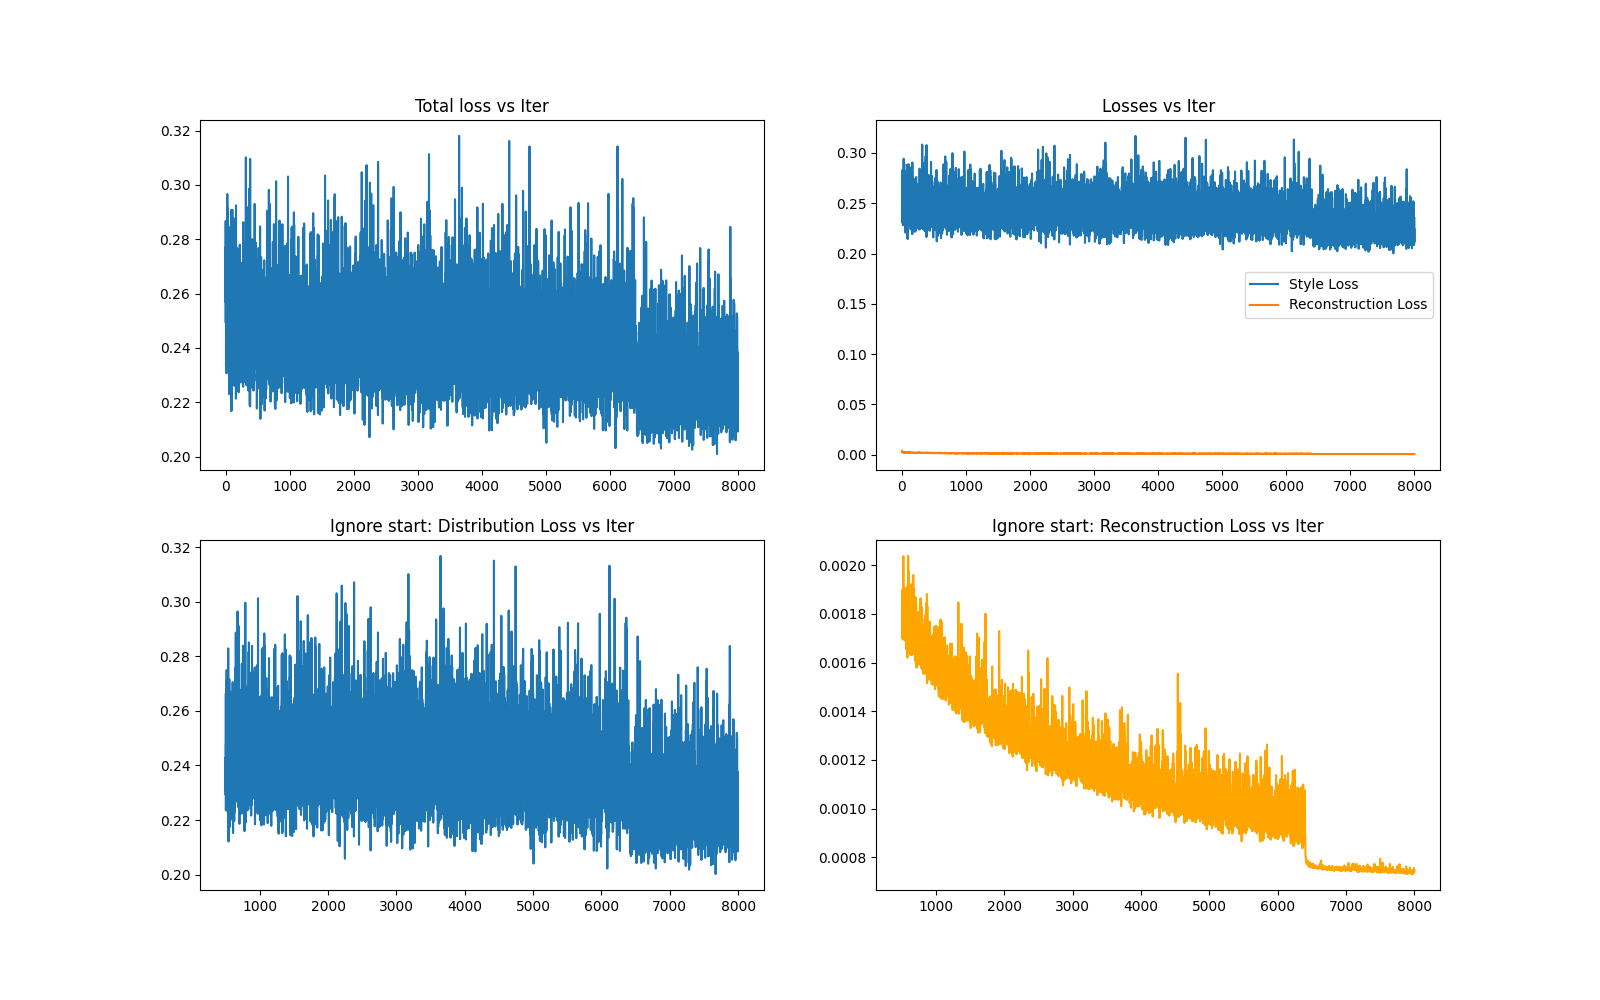 Total loss vs Iter
0.32
0.30
0.28
0.26
0.24
0.22
0.20
0 1000 2000 3000 4000 5000 6000 7000 8000
Losses vs Iter
0.30
0.25
0.20
0.15
0.10
0.05
0.00
Style Loss
Reconstruction Loss
0 1000 2000 3000 4000 5000 6000 7000 8000
Ignore start: Distribution Loss vs Iter
0.32
0.30
0.28
0.26
0.24
0.22
0.20
1000 2000 3000 4000 5000 6000 7000 8000
Ignore start: Reconstruction Loss vs Iter
0.0020
0.0018
0.0016
0.0014
0.0012
0.0010
0.0008
1000 2000 3000 4000 5000 6000 7000 8000